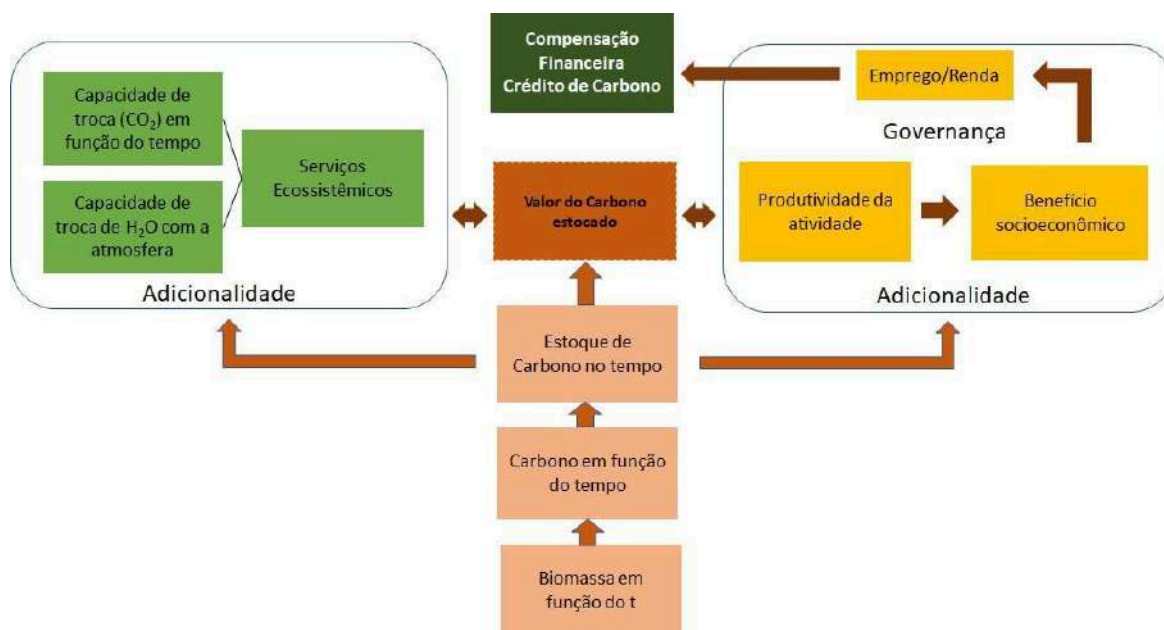 Compensação
Financeira
Crédito de Carbono
Capacidade de
troca (CO₂) em
função do tempo
Serviços
Ecossistêmicos
Capacidade de
troca de H₂O com a
atmosfera
Adicionalidade
Valor do Carbono
estocado
Emprego/Renda
Governança
Produtividade da
atividade
Benefício
socioeconômico
Adicionalidade
Estoque de
Carbono no tempo
Carbono em função
do tempo
Biomassa em
função do t